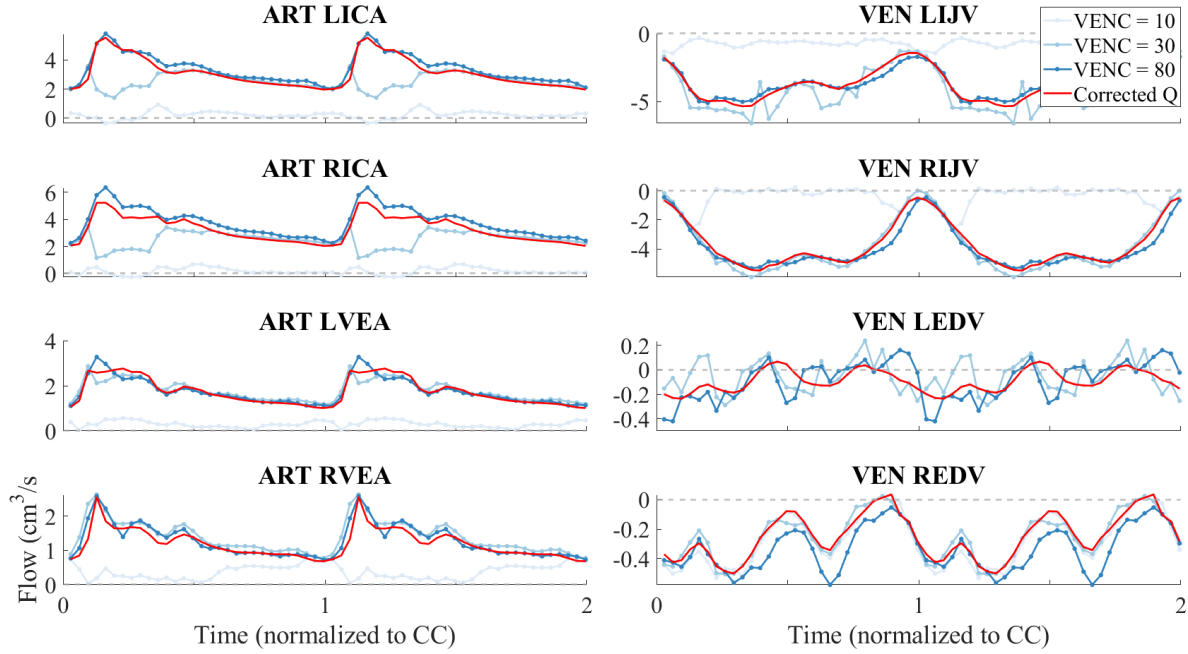 ART LICA
4
2
0
ART RICA
6
4
2
0
ART LVEA
4
2
0
ART RVEA
2
1
0
0
1
2
Flow (cm³/s)
Time (normalized to CC)
VEN LIJV
0
-5
VENC = 10
VENC = 30
VENC = 80
Corrected Q
VEN RIJV
0
-2
-4
VEN LEDV
0.2
0
-0.2
-0.4
VEN REDV
0
-0.2
-0.4
0
1
2
Time (normalized to CC)